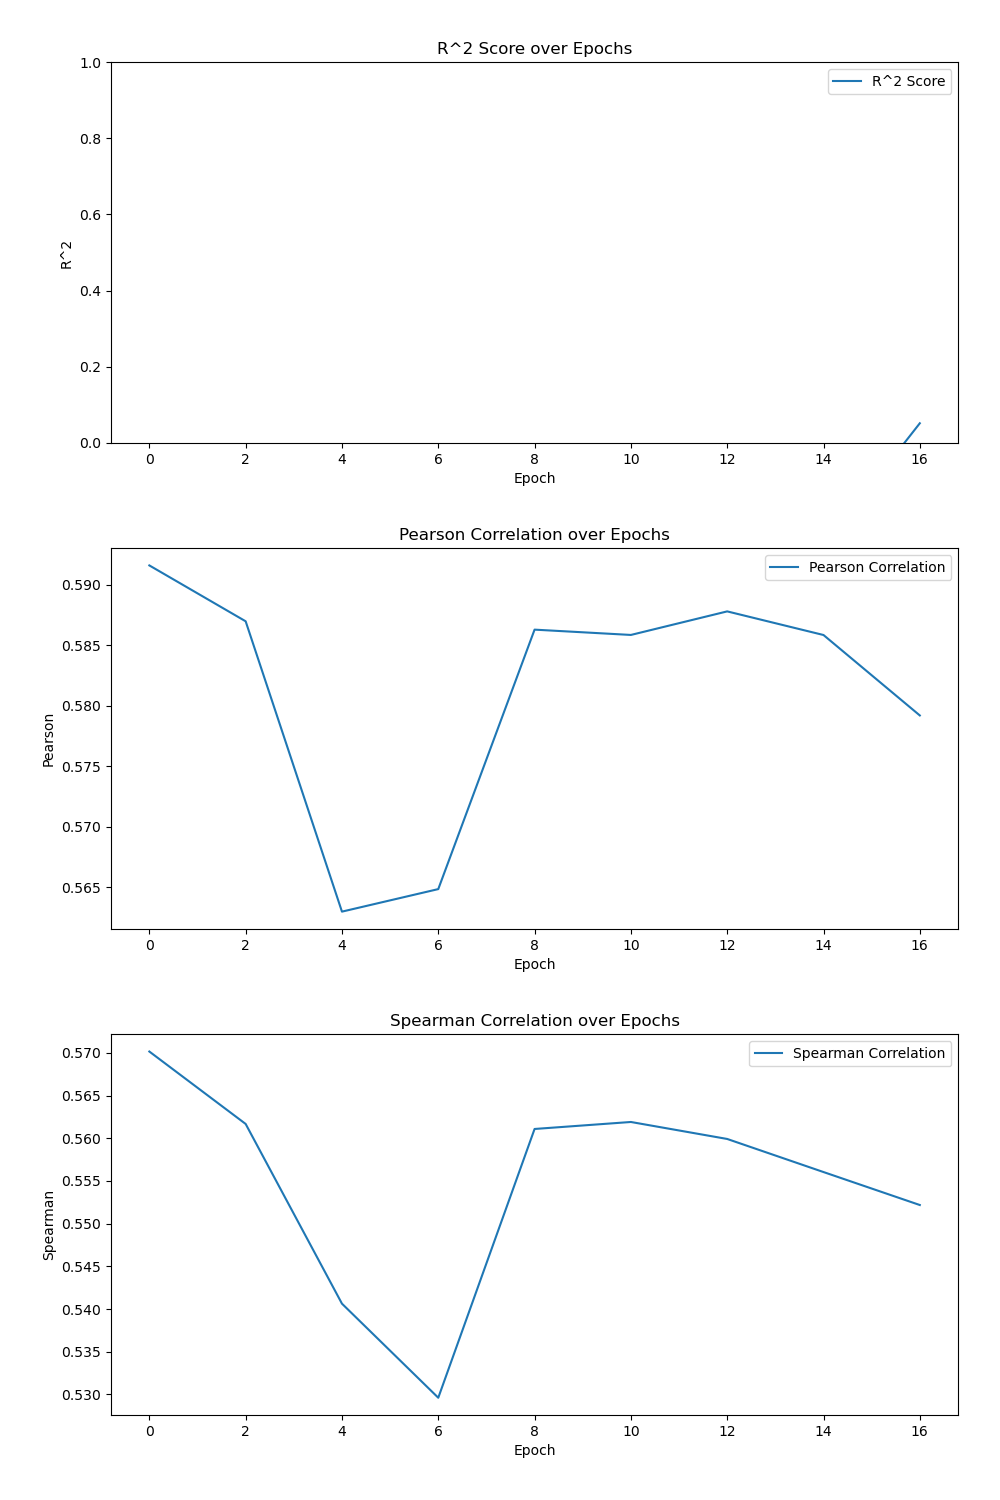 R^2 Score over Epochs
R^2 Score
1.0
0.8
0.6
0.4
0.2
0.0
R^2
0 2 4 6 8 10 12 14 16
Epoch
Pearson Correlation over Epochs
Pearson Correlation
0.590
0.585
0.580
0.575
0.570
0.565
Pearson
0 2 4 6 8 10 12 14 16
Epoch
Spearman Correlation over Epochs
Spearman Correlation
0.570
0.565
0.560
0.555
0.550
0.545
0.540
0.535
0.530
Spearman
0 2 4 6 8 10 12 14 16
Epoch